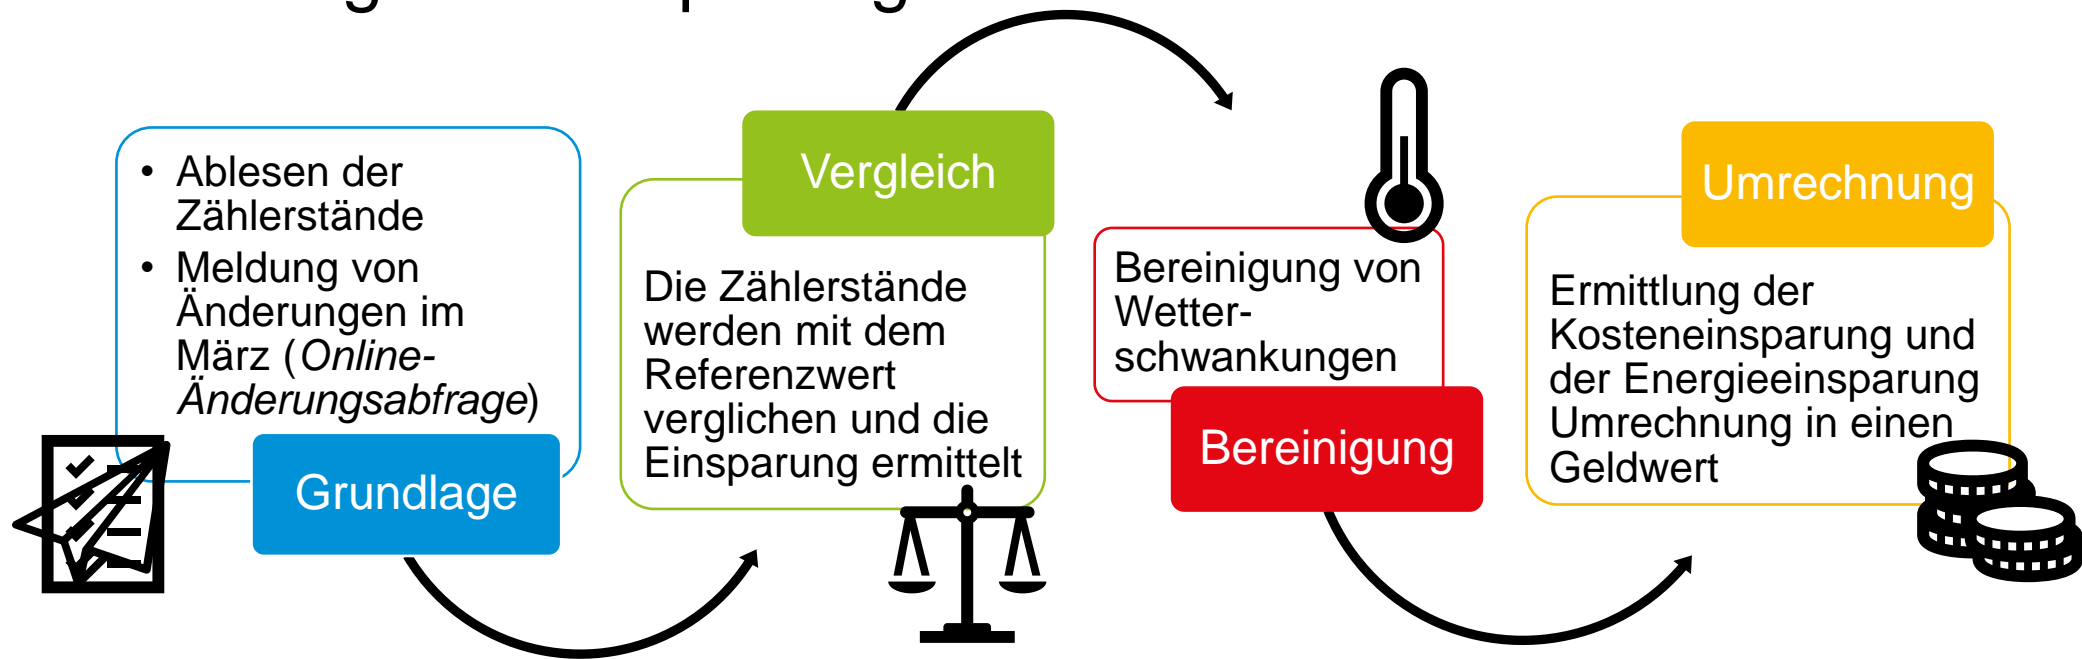 • Ablesen der
Zählerstände
• Meldung von
Änderungen im
März (Online-
Änderungsabfrage)
Grundlage
Vergleich
Die Zählerstände
werden mit dem
Referenzwert
verglichen und die
Einsparung ermittelt
Bereinigung von
Wetter-
schwankungen
Bereinigung
Umrechnung
Ermittlung der
Kosteneinsparung und
der Energieeinsparung
Umrechnung in einen
Geldwert